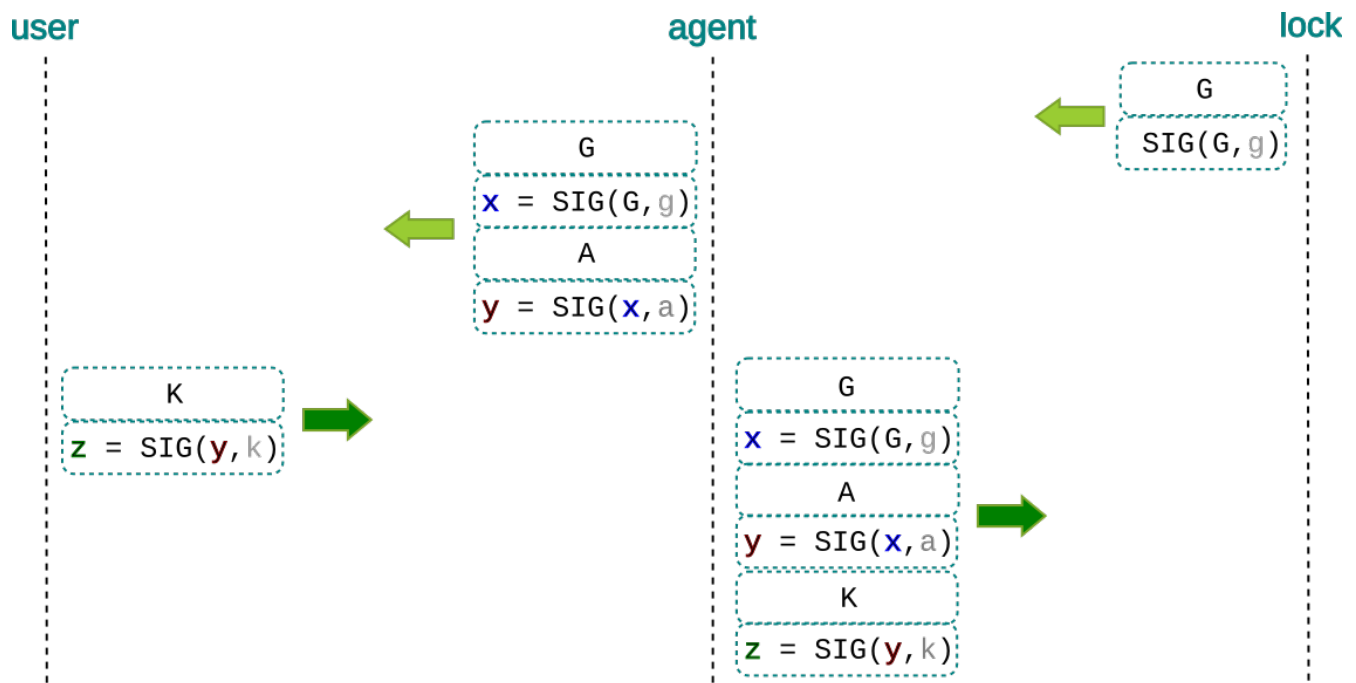 user
agent
lock
G
SIG(G,g)
G
x = SIG(G,g)
A
y = SIG(x,a)
K
z = SIG(y,k)
G
x = SIG(G,g)
A
y = SIG(x,a)
K
z = SIG(y,k)